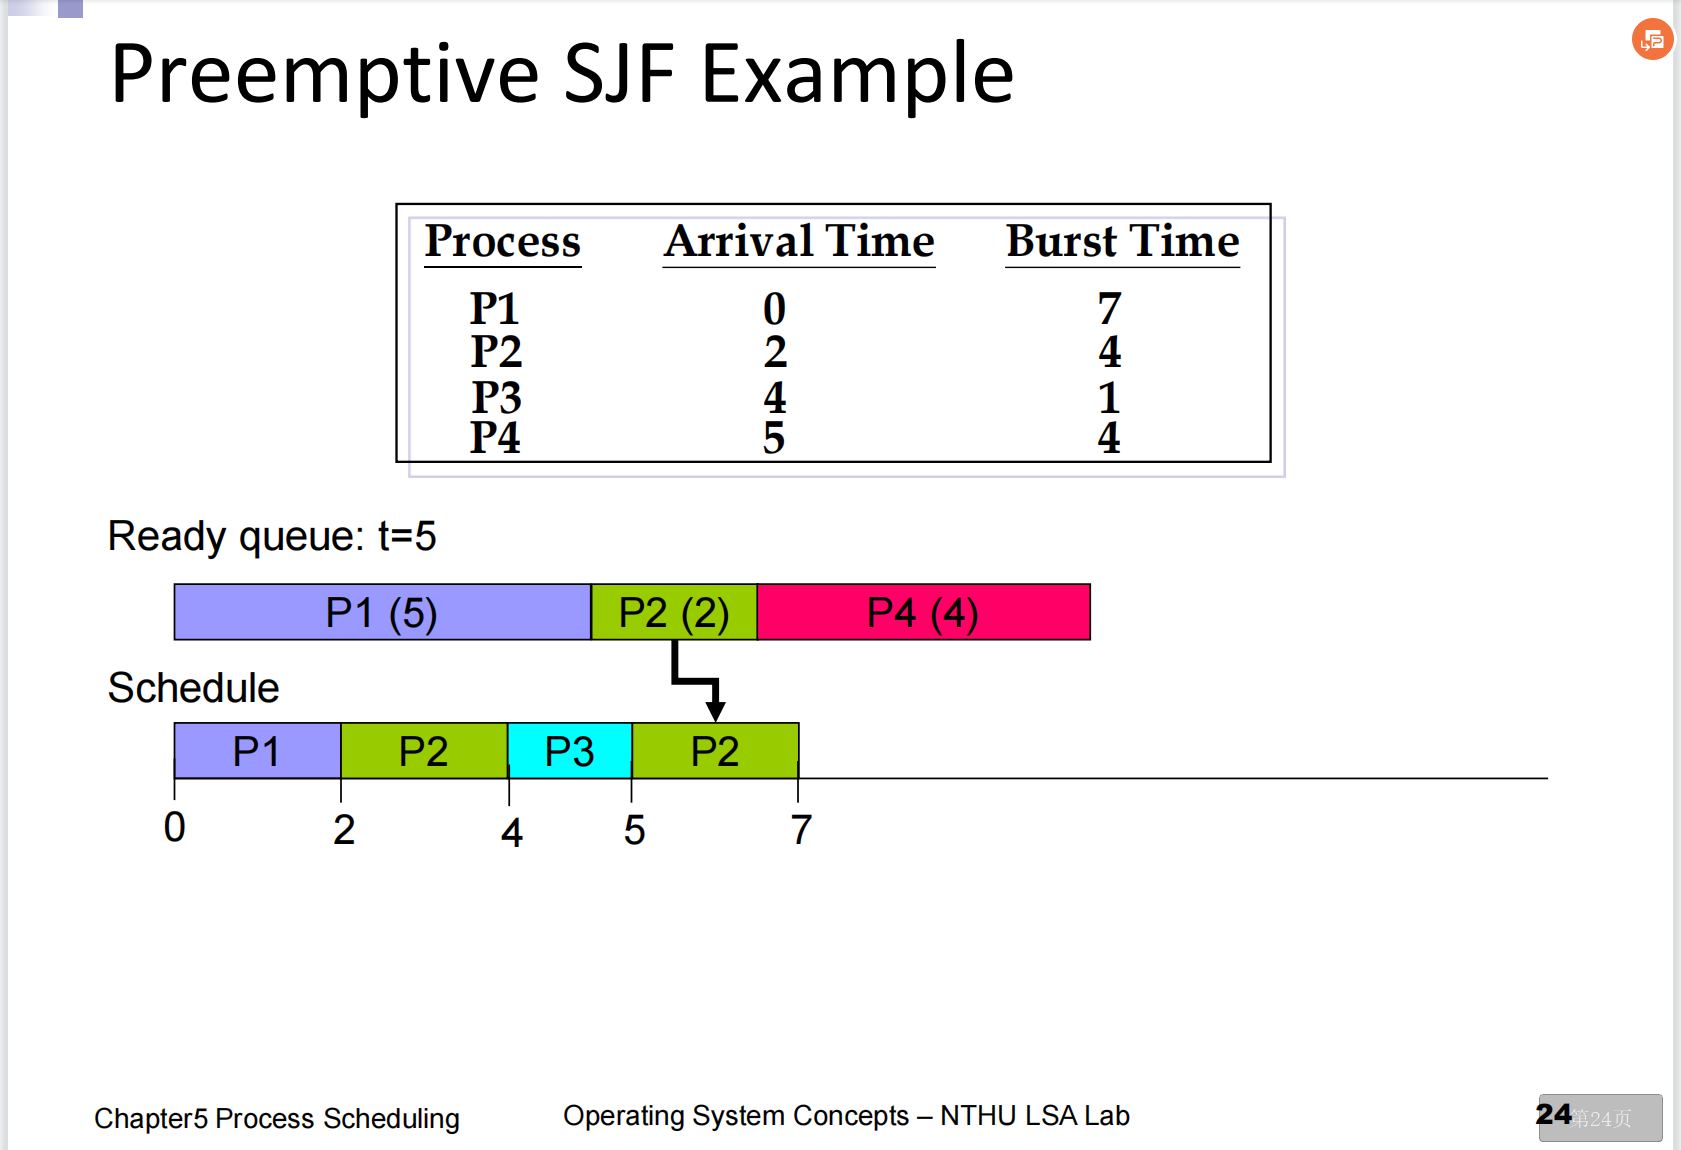 Preemptive SJF Example
Process Arrival Time Burst Time
P1 0 7
P2 2 4
P3 4 1
P4 5 4
Ready queue: t=5
P1 (5) P2 (2) P4 (4)
Schedule
P1 P2 P3 P2
0 2 4 5 7
Chapter5 Process Scheduling Operating System Concepts – NTHU LSA Lab 24 第24页